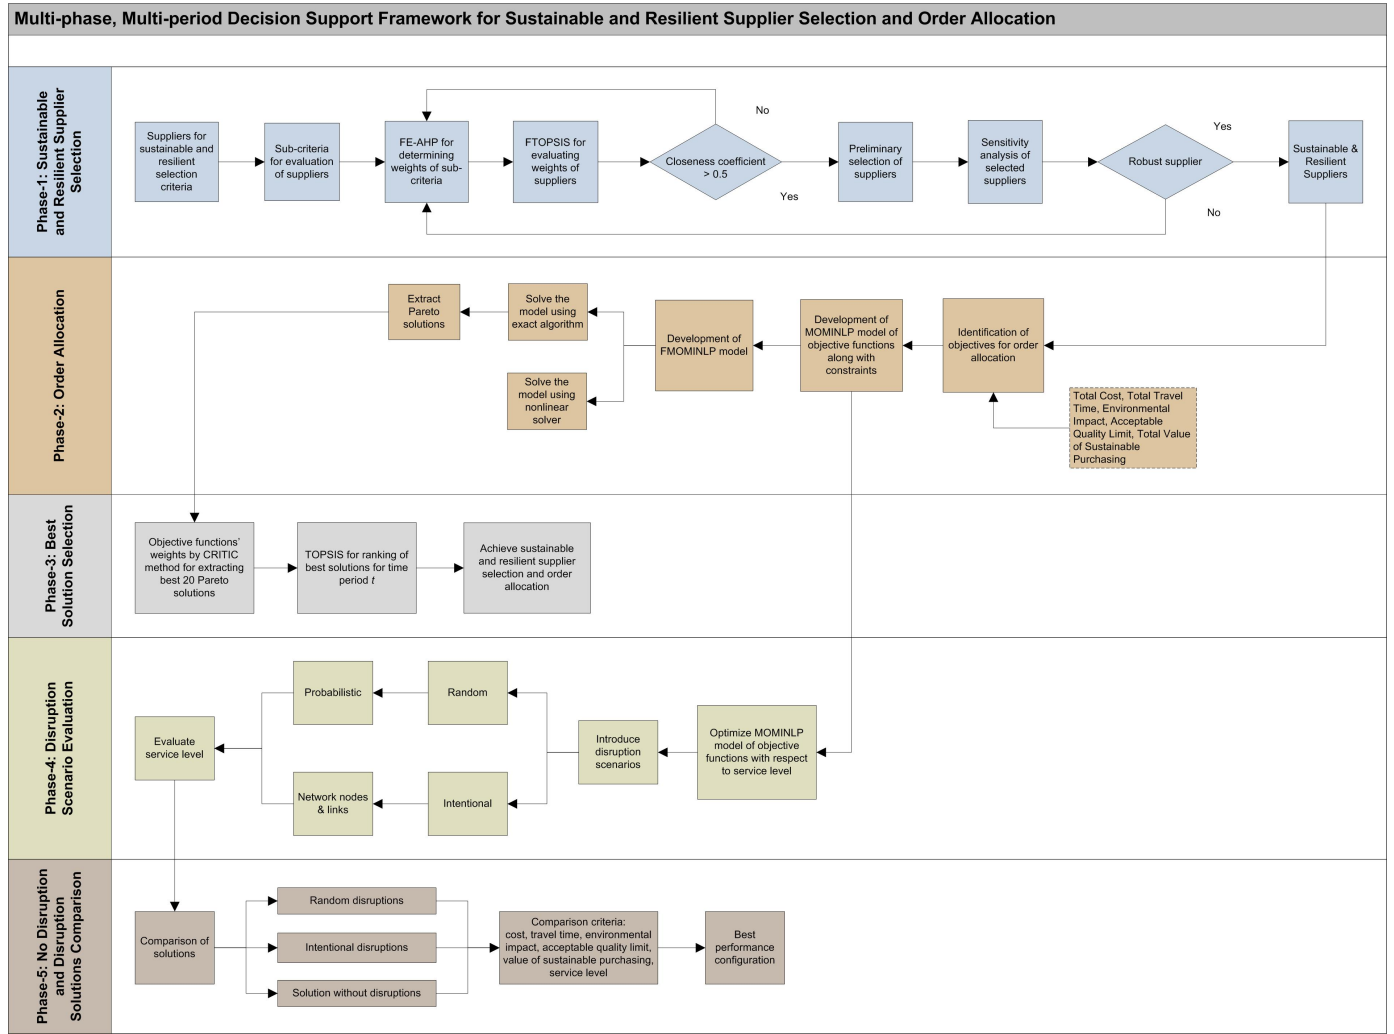 Multi-phase, Multi-period Decision Support Framework for Sustainable and Resilient Supplier Selection and Order Allocation
Phase-1: Sustainable
and Resilient Supplier
Selection
Suppliers for
sustainable and
resilient
selection
criteria
Sub-criteria
for evaluation
of suppliers
FE-AHP for
determining
weights of sub-
criteria
FTOPSIS for
evaluating
weights of
suppliers
Closeness coefficient
> 0.5
No
Yes
Preliminary
selection of
suppliers
Sensitivity
analysis of
selected
suppliers
Robust supplier
Yes
No
Sustainable &
Resilient
Suppliers
Phase-2: Order Allocation
Extract
Pareto
solutions
Solve the
model using
exact algorithm
Solve the
model using
nonlinear
solver
Development of
FMOMINLP model
Development of
MOMINLP model of
objective functions
along with
constraints
Identification of
objectives for order
allocation
Total Cost, Total Travel
Time, Environmental
Impact, Acceptable
Quality Limit, Total Value
of Sustainable
Purchasing
Phase-3: Best
Solution Selection
Objective functions'
weights by CRITIC
method for extracting
best 20 Pareto
solutions
TOPSIS for ranking of
best solutions for time
period t
Achieve sustainable
and resilient supplier
selection and order
allocation
Phase-4: Disruption
Scenario Evaluation
Evaluate
service level
Probabilistic
Random
Network nodes
& links
Intentional
Introduce
disruption
scenarios
Optimize MOMINLP
model of objective
functions with respect
to service level
Phase-5: No Disruption
and Disruption
Solutions Comparison
Comparison of
solutions
Random disruptions
Intentional disruptions
Solution without disruptions
Comparison criteria:
cost, travel time, environmental
impact, acceptable quality limit,
value of sustainable purchasing,
service level
Best
performance
configuration